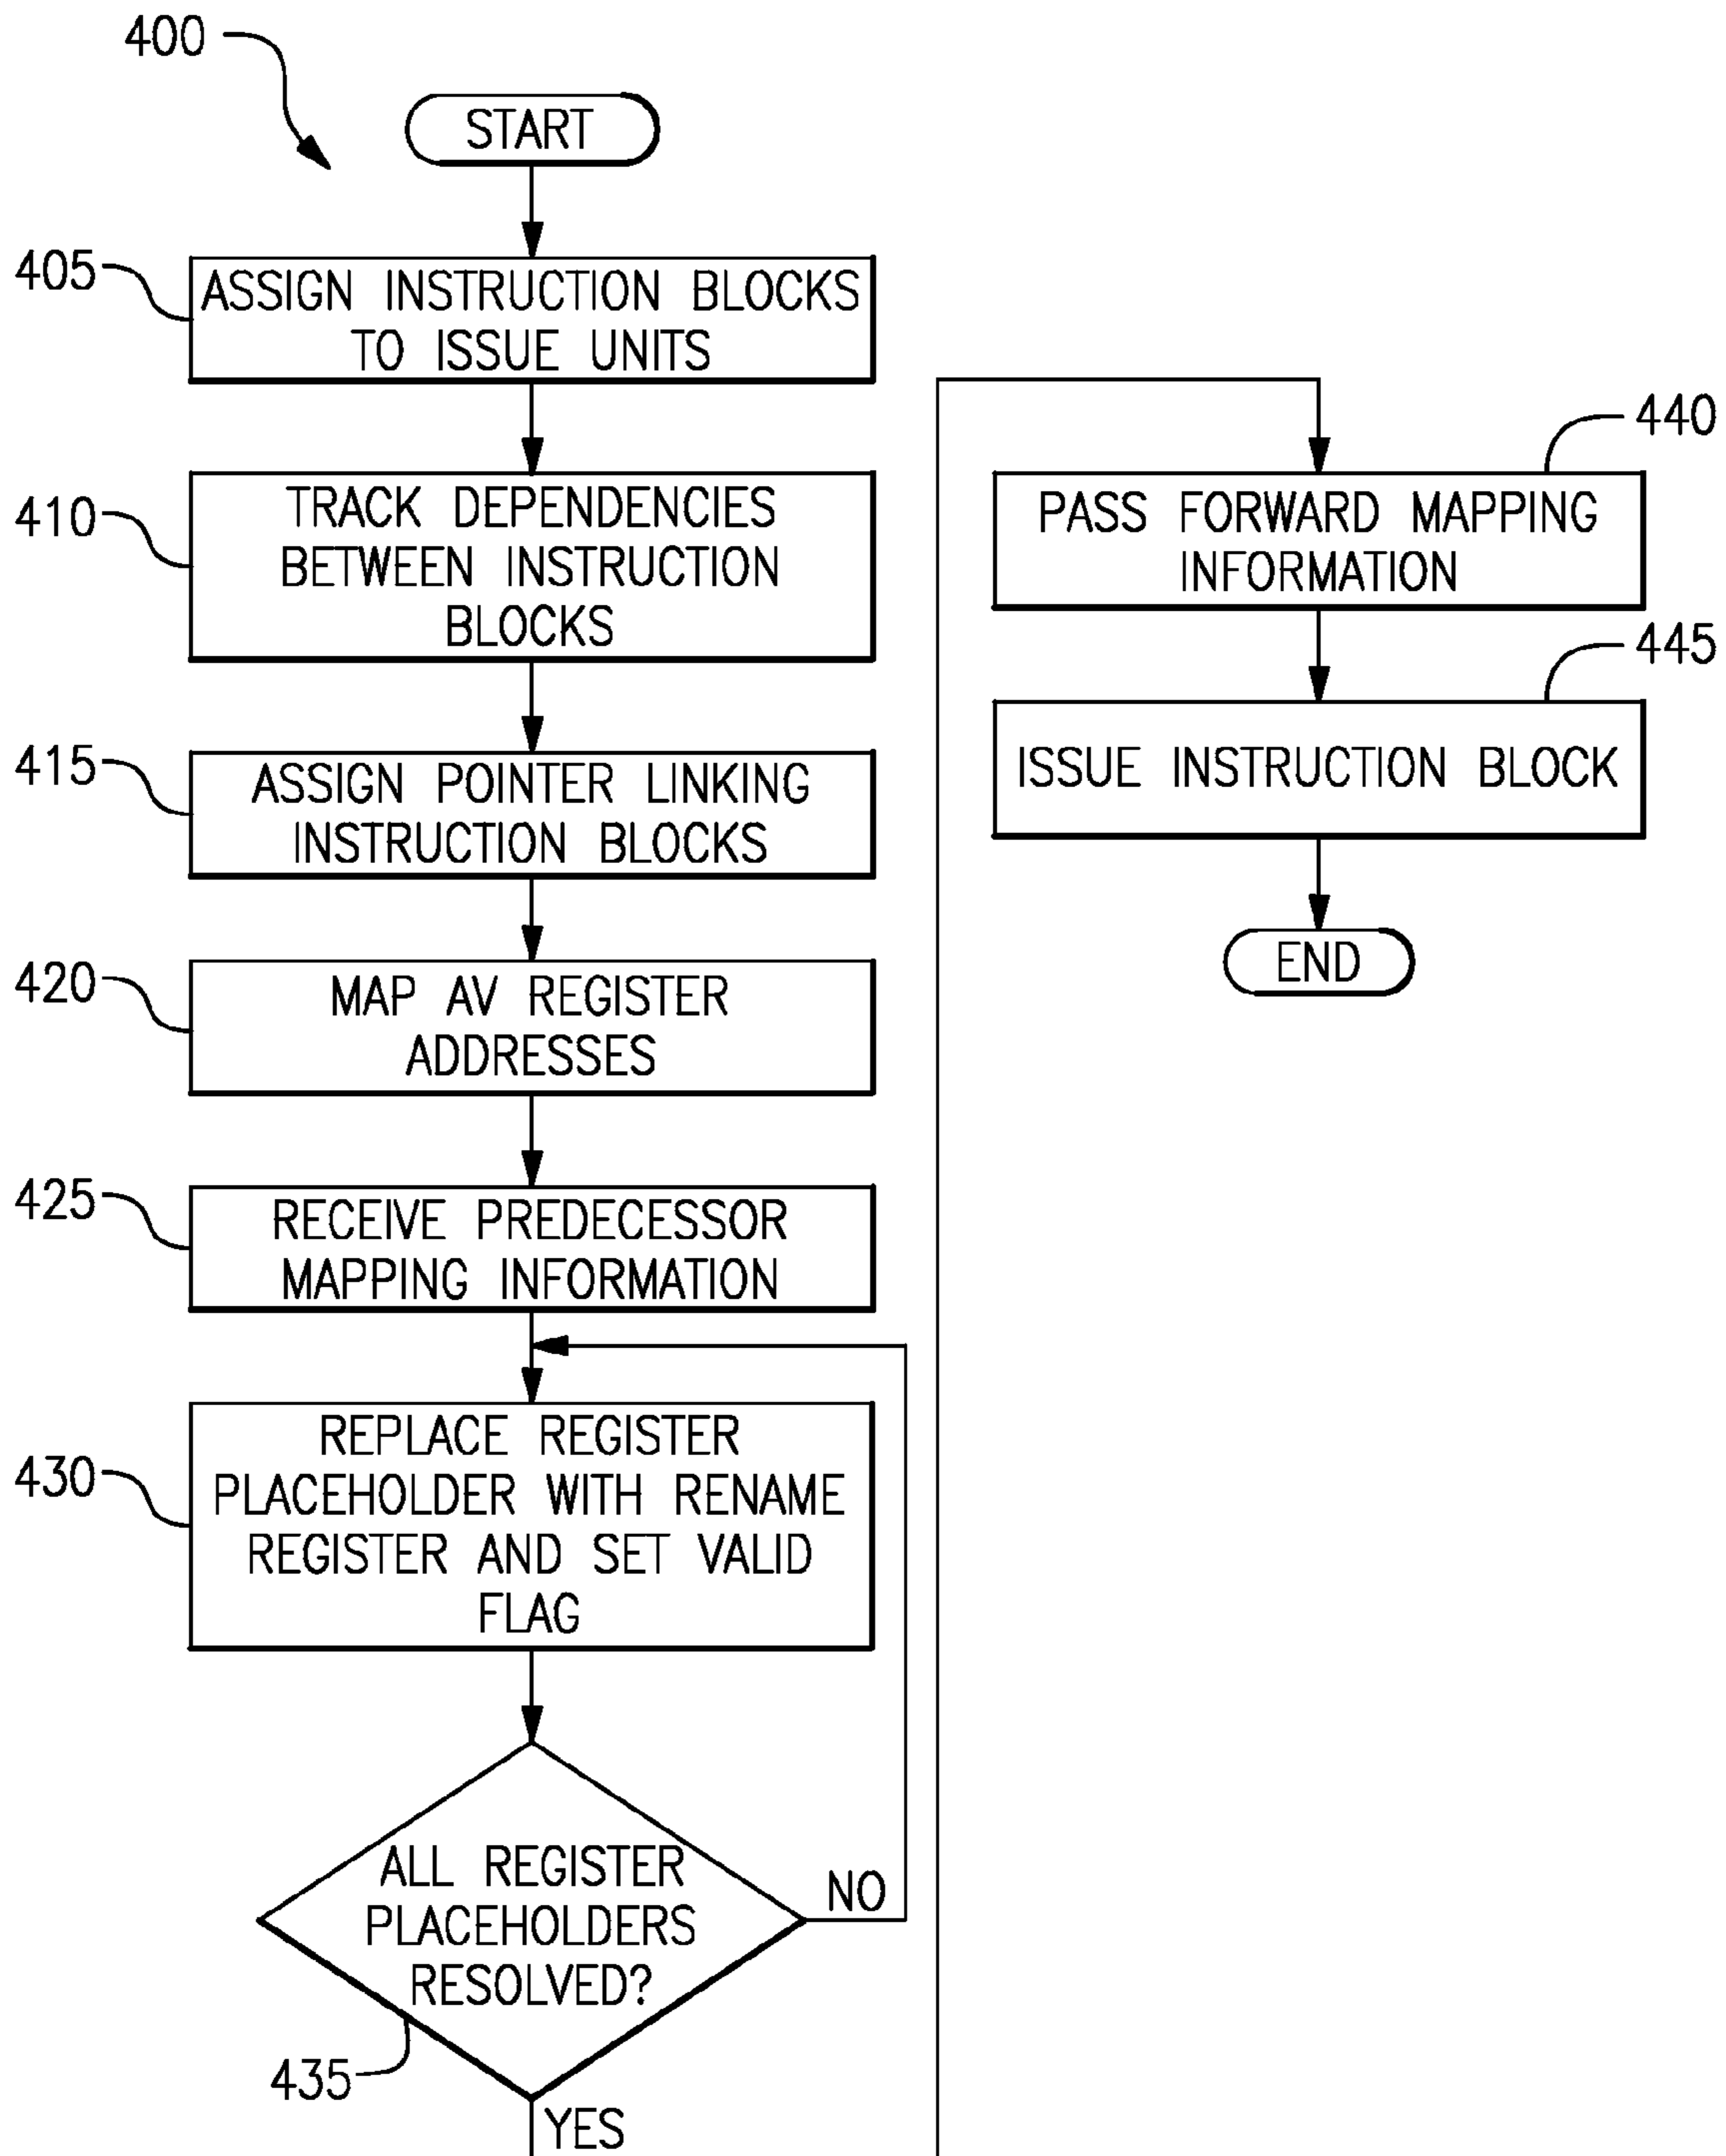 400
START
405
ASSIGN INSTRUCTION BLOCKS
TO ISSUE UNITS
410
TRACK DEPENDENCIES
BETWEEN INSTRUCTION
BLOCKS
415
ASSIGN POINTER LINKING
INSTRUCTION BLOCKS
420
MAP AV REGISTER
ADDRESSES
425
RECEIVE PREDECESSOR
MAPPING INFORMATION
430
REPLACE REGISTER
PLACEHOLDER WITH RENAME
REGISTER AND SET VALID
FLAG
ALL REGISTER
PLACEHOLDERS
RESOLVED?
NO
435
YES
440
PASS FORWARD MAPPING
INFORMATION
445
ISSUE INSTRUCTION BLOCK
END